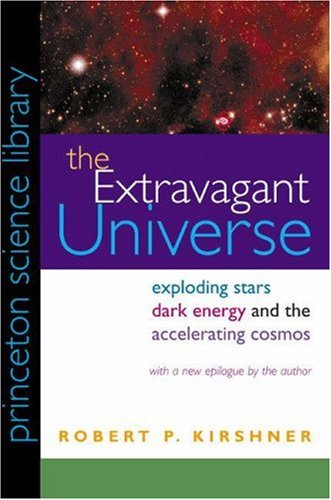 princeton science library
the
Extravagant
Universe
exploding stars
dark energy and the
accelerating cosmos
with a new epilogue by the author
ROBERT P. KIRSHNER